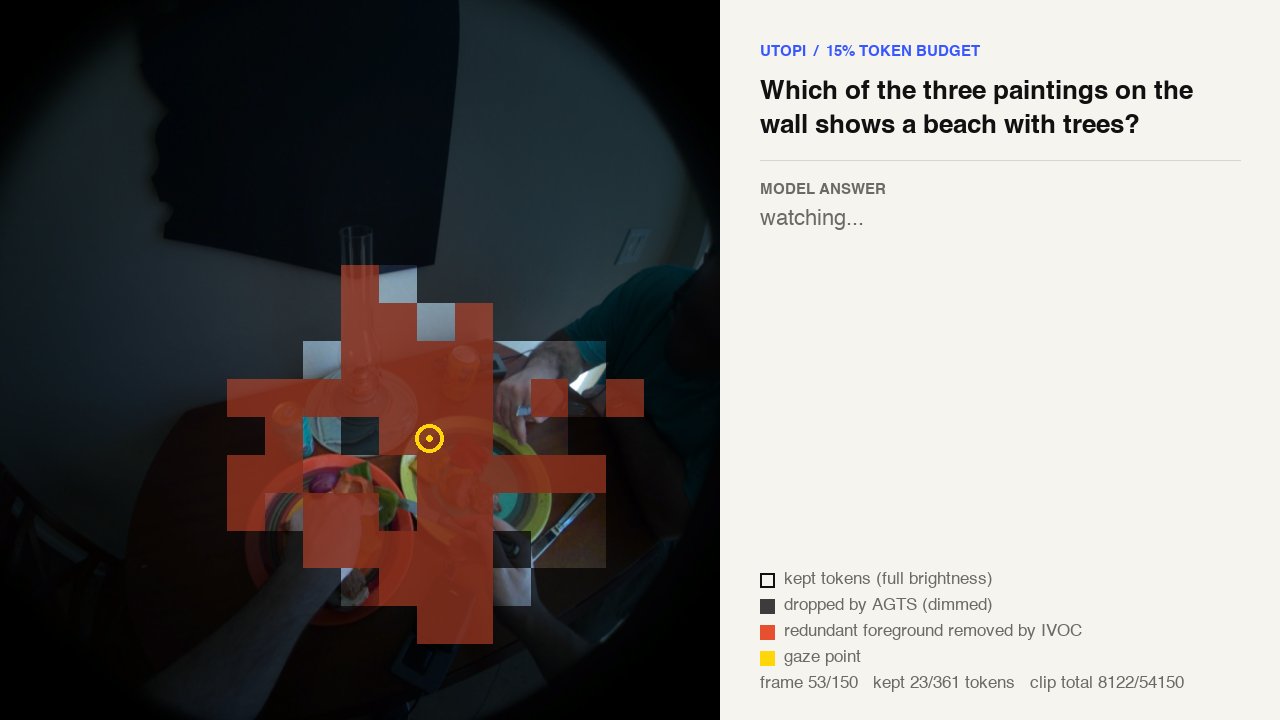 UTOPI / 15% TOKEN BUDGET
Which of the three paintings on the
wall shows a beach with trees?
MODEL ANSWER
watching...
kept tokens (full brightness)
dropped by AGTS (dimmed)
redundant foreground removed by IVOC
gaze point
frame 53/150 kept 23/361 tokens clip total 8122/54150